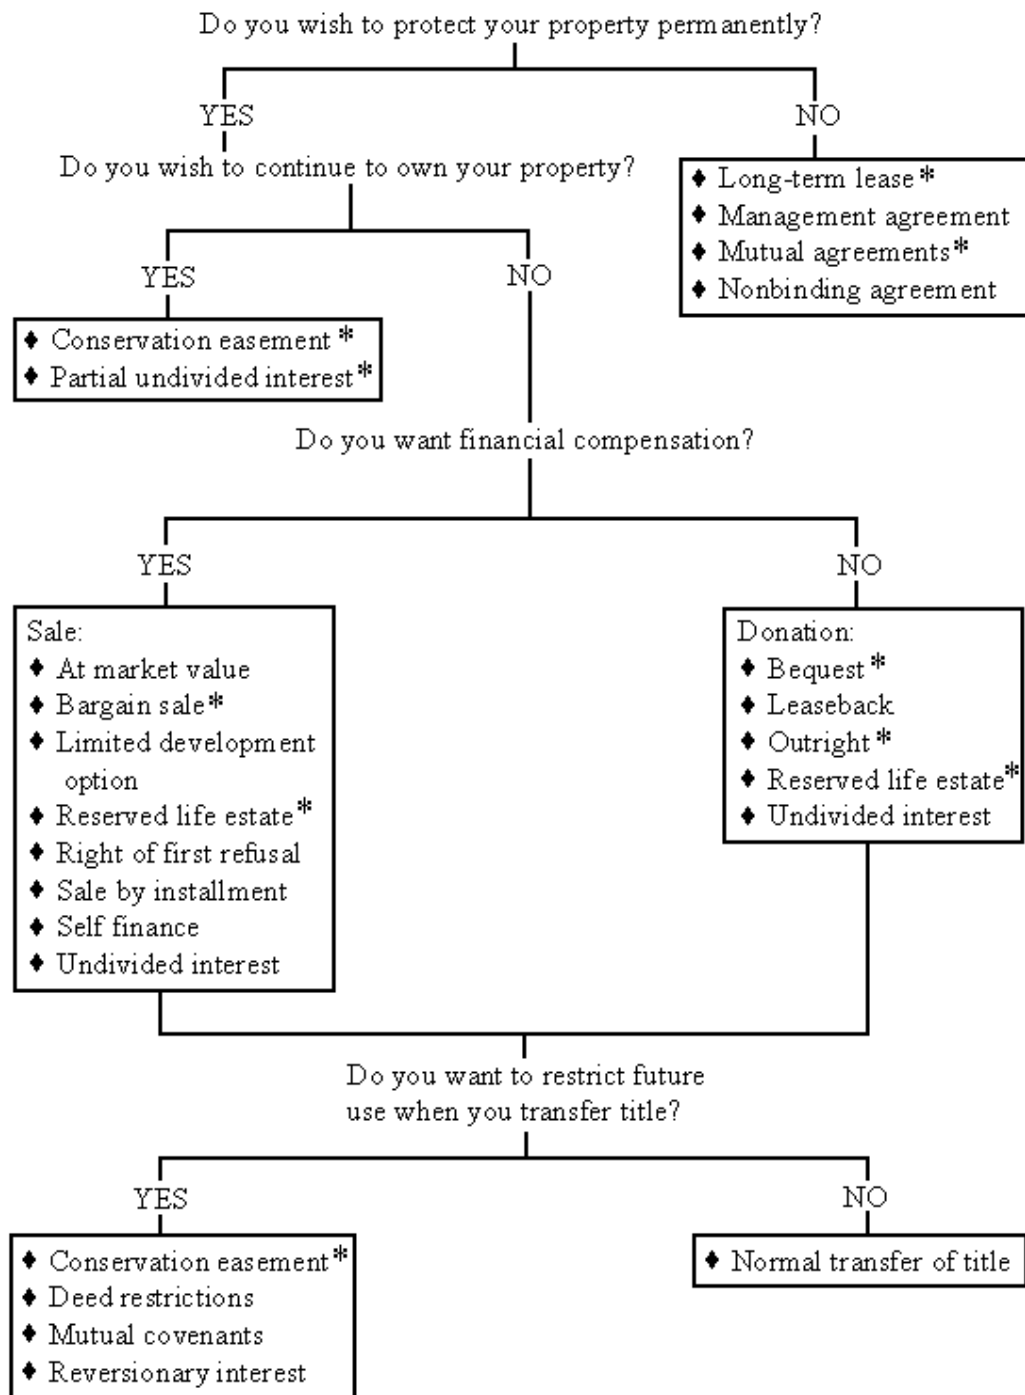 Do you wish to protect your property permanently?
YES
NO
Do you wish to continue to own your property?
♦ Long-term lease*
♦ Management agreement
♦ Mutual agreements*
♦ Nonbinding agreement
YES
NO
♦ Conservation easement*
♦ Partial undivided interest*
Do you want financial compensation?
YES
NO
Sale:
♦ At market value
♦ Bargain sale*
♦ Limited development
option
♦ Reserved life estate*
♦ Right of first refusal
♦ Sale by installment
♦ Self finance
♦ Undivided interest
Donation:
♦ Bequest*
♦ Leaseback
♦ Outright*
♦ Reserved life estate*
♦ Undivided interest
Do you want to restrict future
use when you transfer title?
YES
NO
♦ Conservation easement*
♦ Deed restrictions
♦ Mutual covenants
♦ Reversionary interest
♦ Normal transfer of title